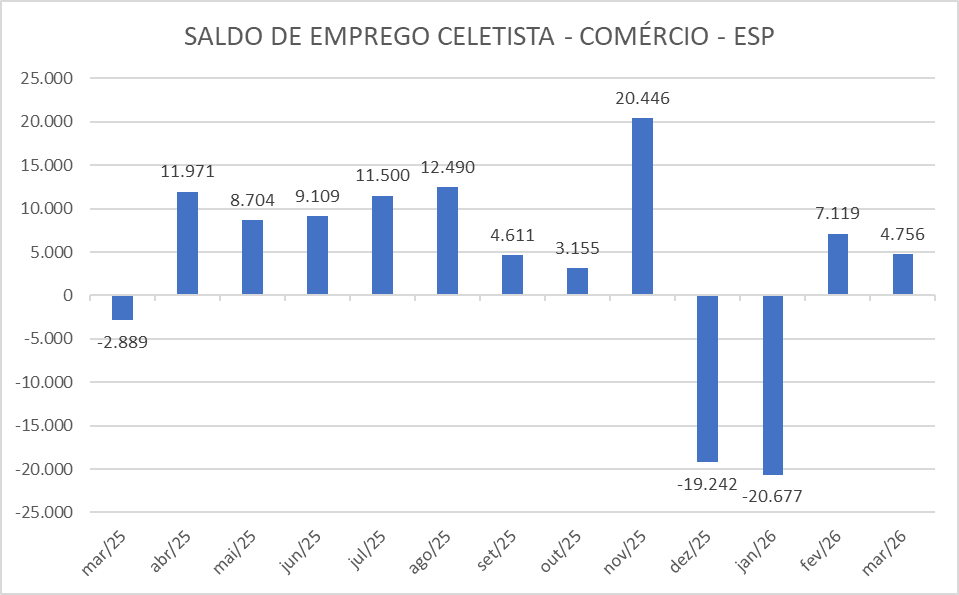 SALDO DE EMPREGO CELETISTA - COMÉRCIO - ESP
25.000
20.000
15.000
10.000
5.000
0
-5.000
-10.000
-15.000
-20.000
-25.000
-2.889
11.971
8.704
9.109
11.500
12.490
4.611
3.155
20.446
-19.242
-20.677
7.119
4.756
mar/25
abr/25
mai/25
jun/25
jul/25
ago/25
set/25
out/25
nov/25
dez/25
jan/26
fev/26
mar/26